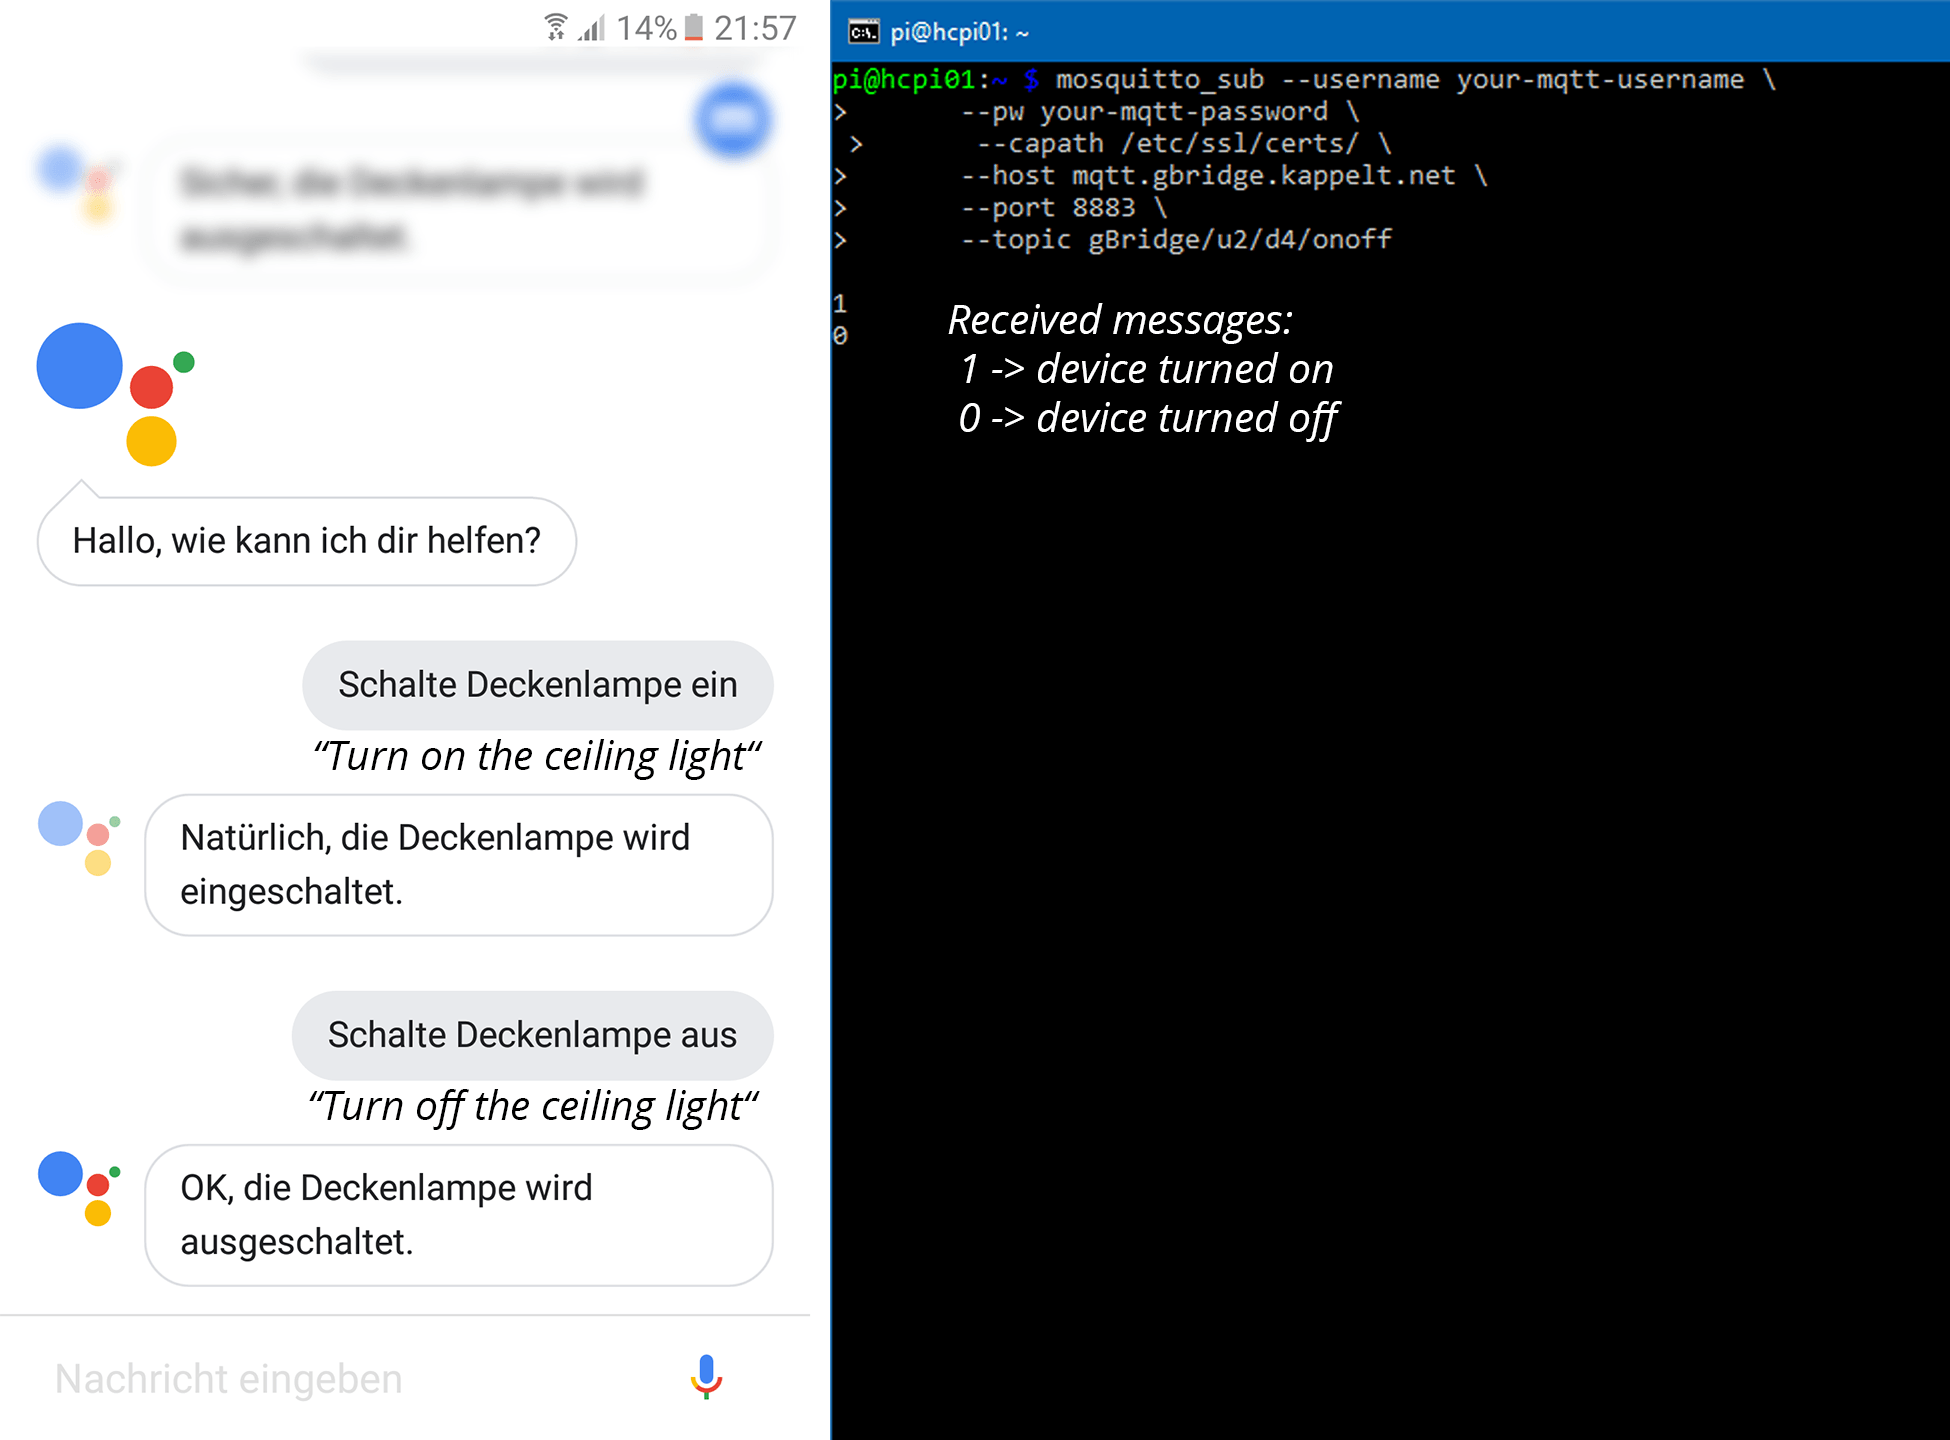 14% 21:57
Hallo, wie kann ich dir helfen?
Schalte Deckenlampe ein
“Turn on the ceiling light“
Natürlich, die Deckenlampe wird
eingeschaltet.
Schalte Deckenlampe aus
“Turn off the ceiling light“
OK, die Deckenlampe wird
ausgeschaltet.
Nachricht eingeben
C:\.
pi@hcpi01: ~
pi@hcpi01:~ $ mosquitto_sub --username your-mqtt-username \
> --pw your-mqtt-password \
> --capath /etc/ssl/certs/ \
> --host mqtt.gbridge.kappelt.net \
> --port 8883 \
> --topic gBridge/u2/d4/onoff
1
0
Received messages:
1 -> device turned on
0 -> device turned off